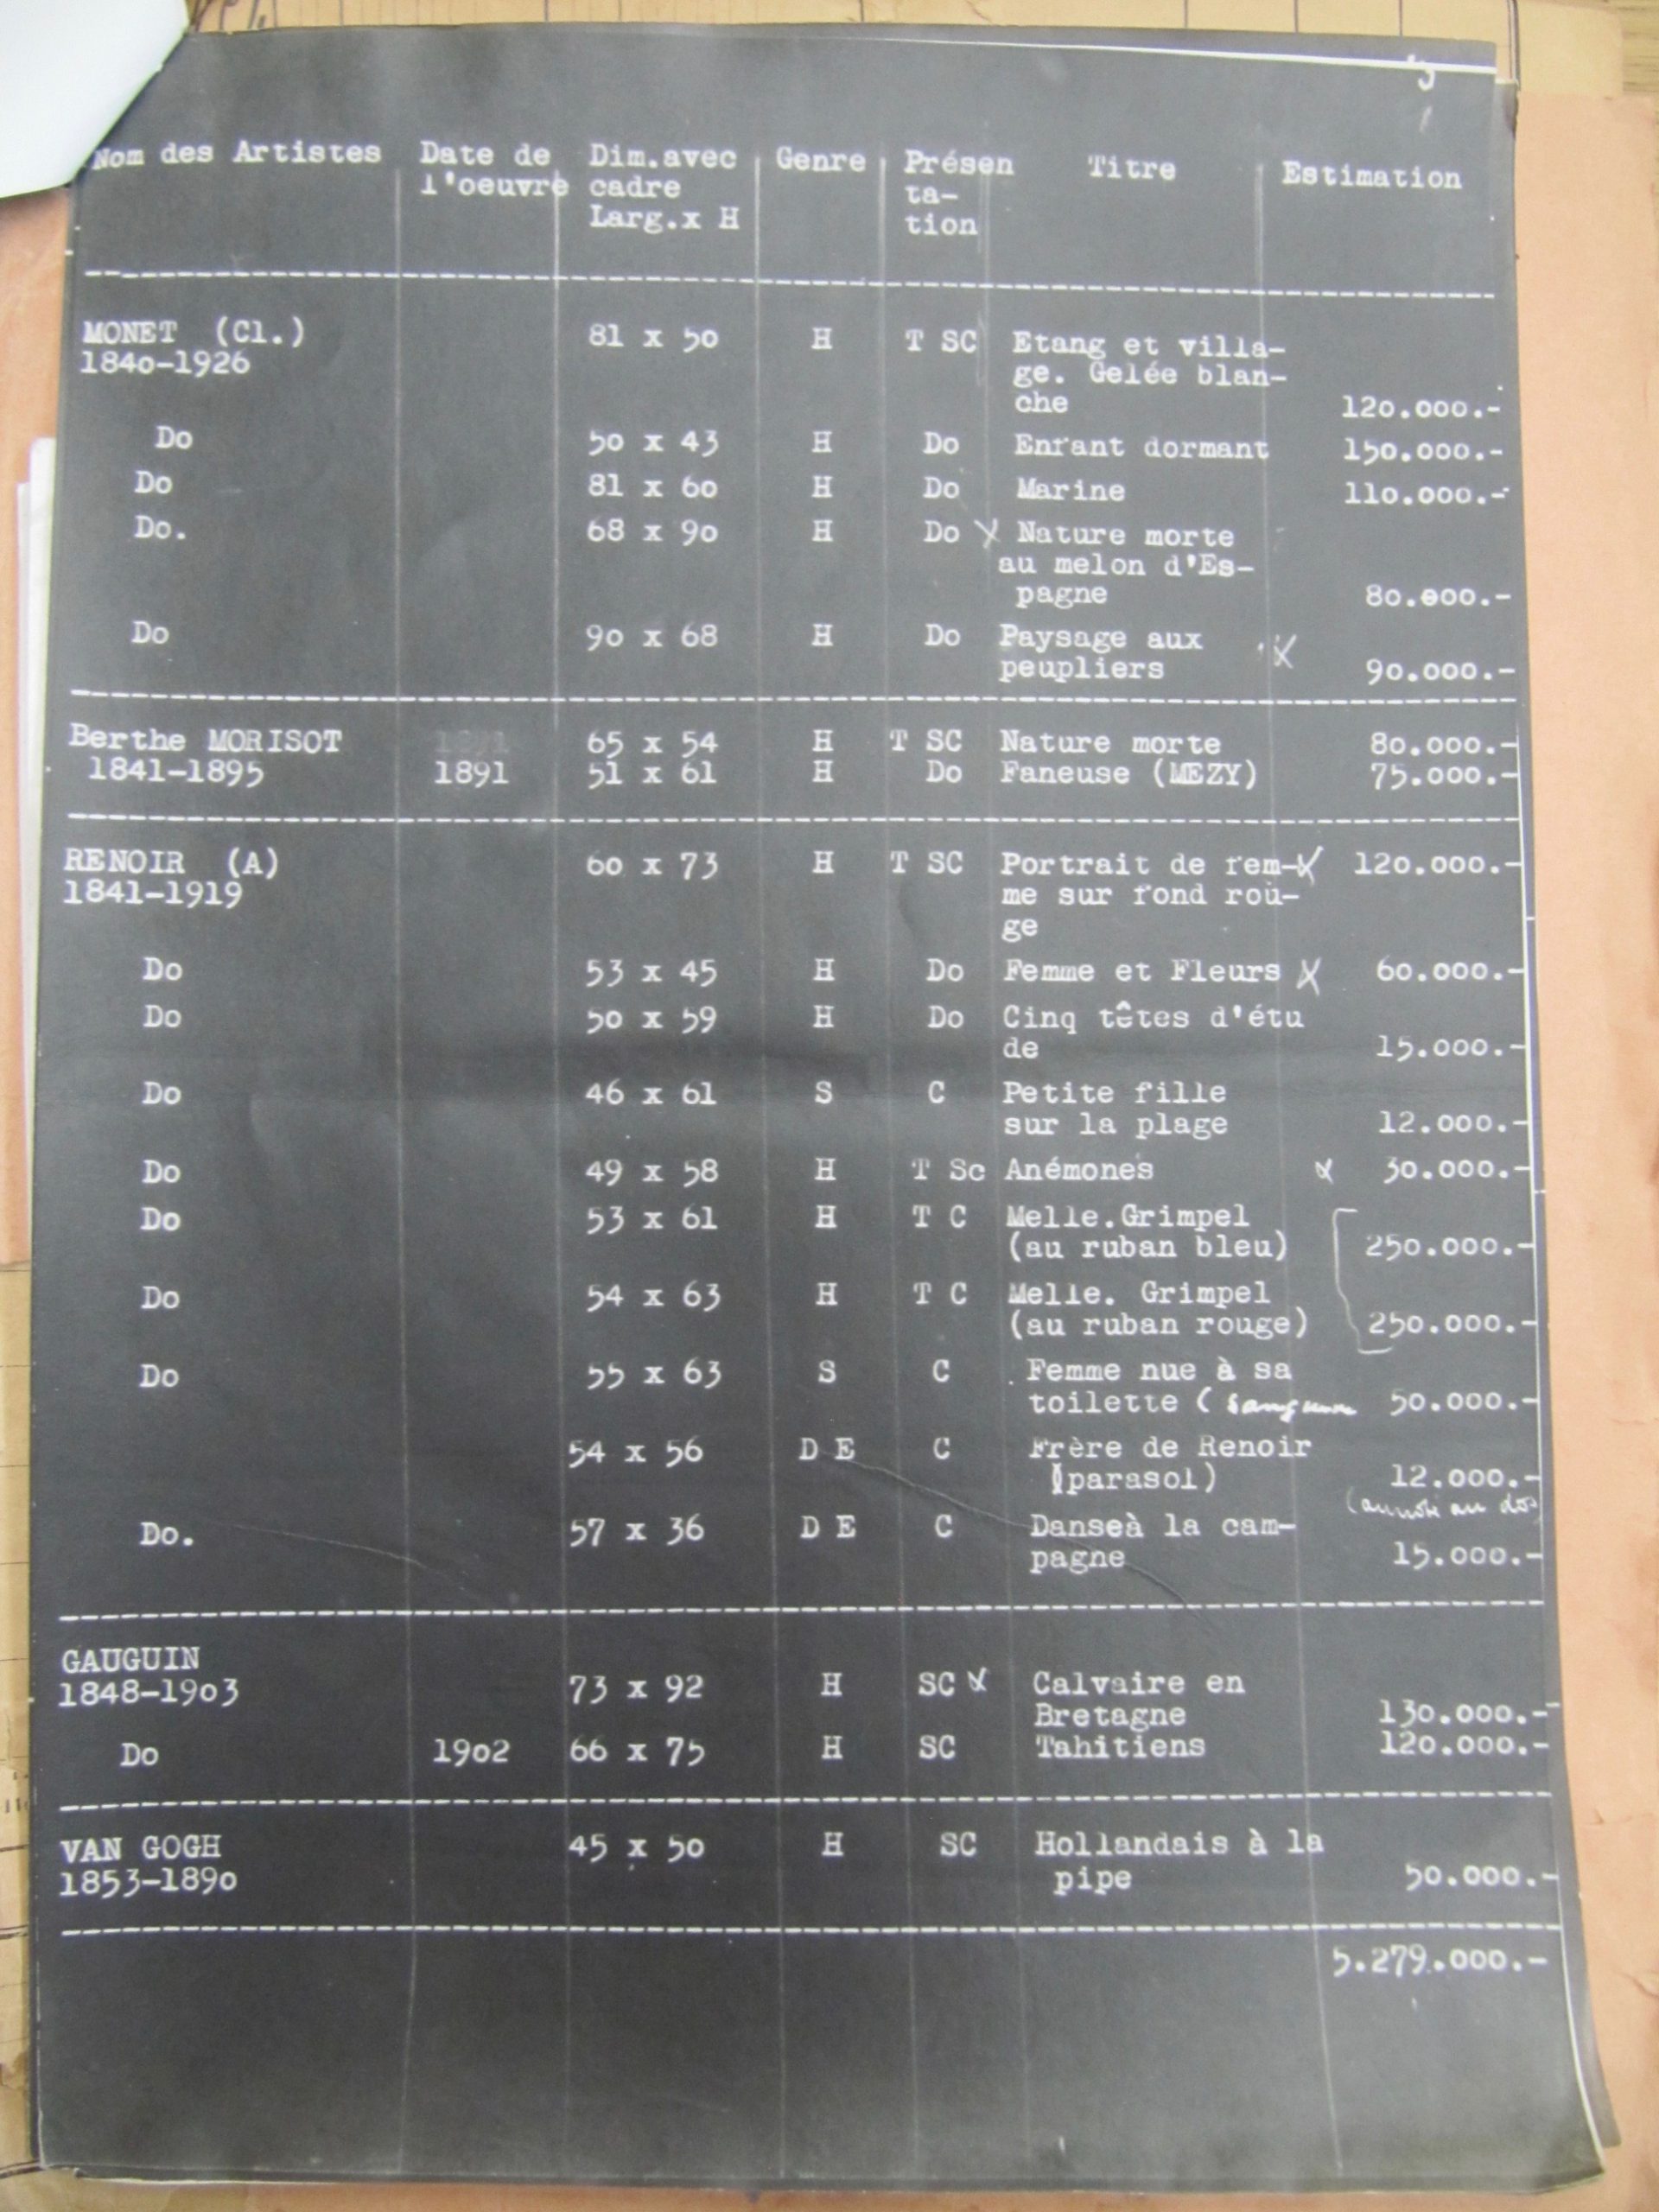 3
Nom des Artistes Date de Dim.avec Genre Présen Titre Estimation
l'oeuvre cadre ta-
Larg.x H tion
MONET (Cl.) 81 x 50 H T SC Etang et villa-
1840-1926 ge. Gelée blan-
che 120.000.-
Do 50 x 43 H Do Enfant dormant 150.000.-
Do 81 x 60 H Do Marine 110.000.-
Do. 68 x 90 H Do X Nature morte
au melon d'Es-
pagne 80.000.-
Do 90 x 68 H Do Paysage aux X
peupliers 90.000.-
Berthe MORISOT 1891 65 x 54 H T SC Nature morte 80.000.-
1841-1895 1891 51 x 61 H Do Faneuse (MEZY) 75.000.-
RENOIR (A) 60 x 73 H T SC Portrait de fem- X 120.000.-
1841-1919 me sur fond rou-
ge
Do 53 x 45 H Do Femme et Fleurs X 60.000.-
Do 50 x 59 H Do Cinq têtes d'étu
de 15.000.-
Do 46 x 61 S C Petite fille
sur la plage 12.000.-
Do 49 x 58 H T Sc Anémones X 30.000.-
Do 53 x 61 H T C Melle.Grimpel
(au ruban bleu) 250.000.-
Do 54 x 63 H T C Melle. Grimpel
(au ruban rouge) 250.000.-
Do 55 x 63 S C Femme nue à sa
toilette ( sanguine 50.000.-
54 x 56 D E C Frère de Renoir
(parasol) 12.000.-
(annoté au dos
Do. 57 x 36 D E C Danseà la cam-
pagne 15.000.-
GAUGUIN
1848-1903 73 x 92 H SC X Calvaire en
Bretagne 130.000.-
Do 1902 66 x 75 H SC Tahitiens 120.000.-
VAN GOGH 45 x 50 H SC Hollandais à la
1853-1890 pipe 50.000.-
5.279.000.-